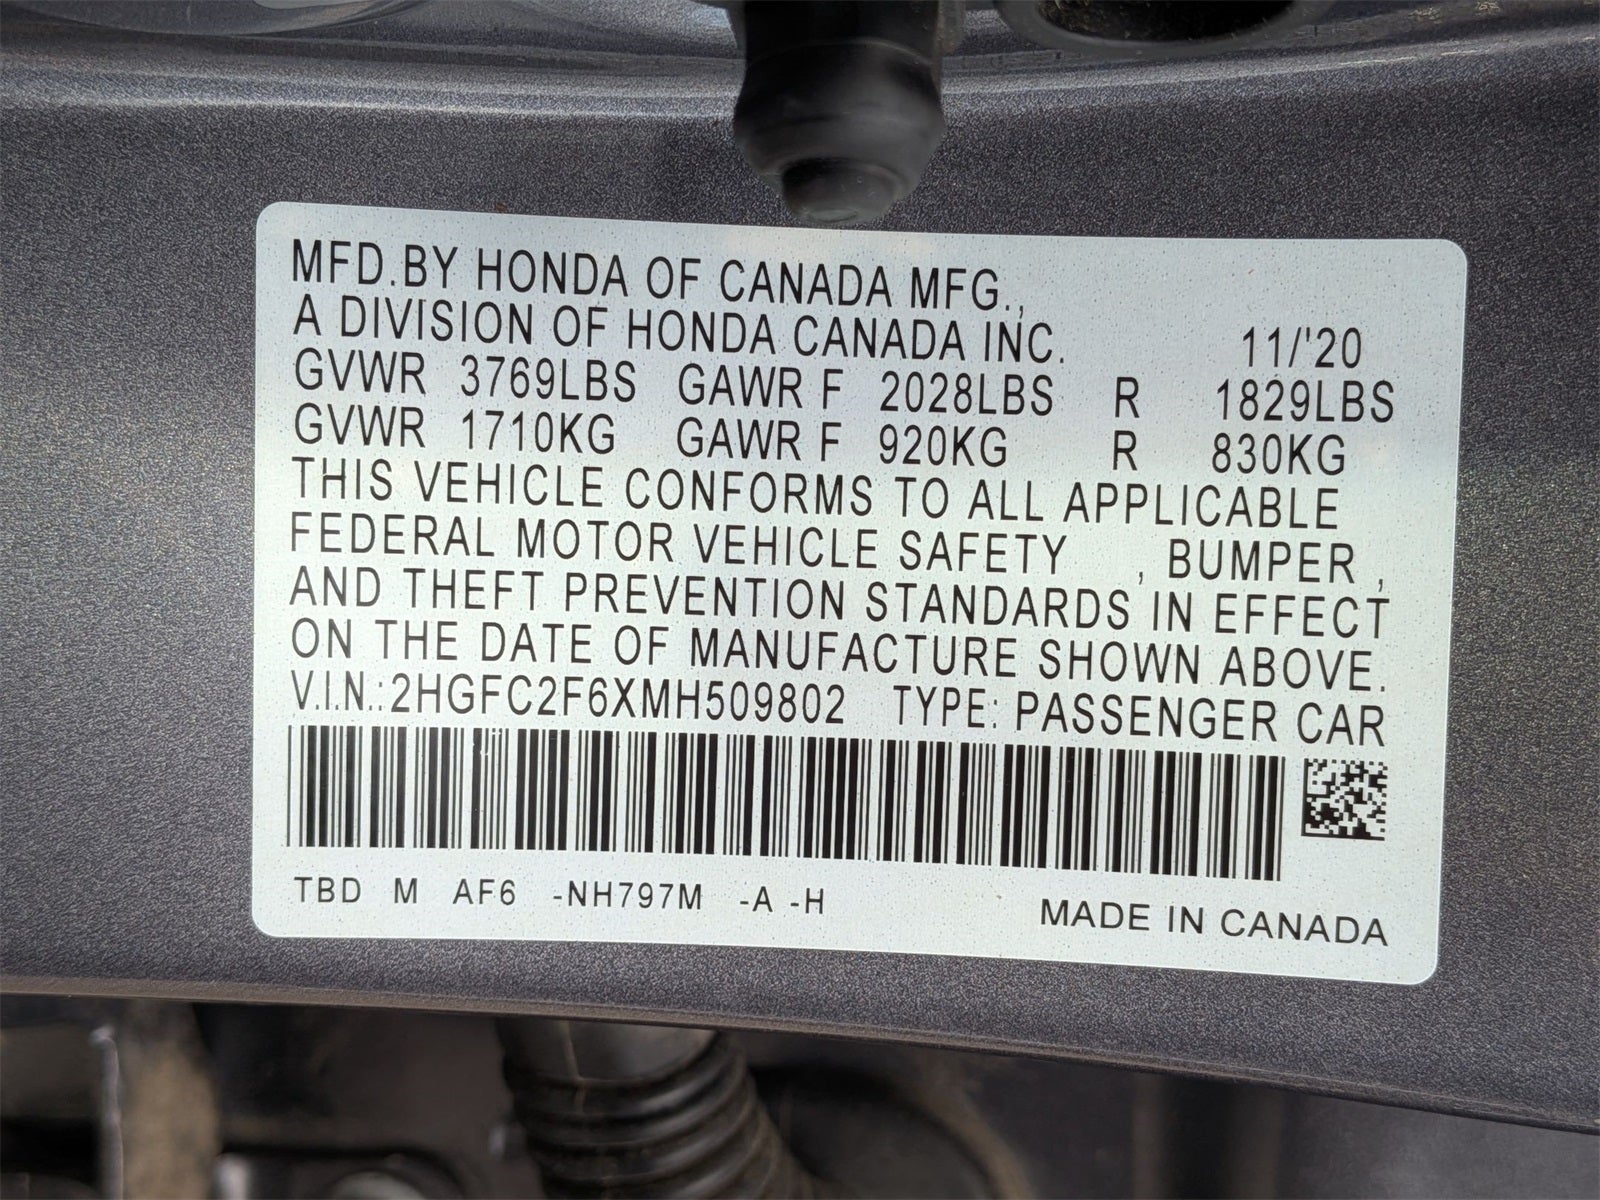 MFD.BY HONDA OF CANADA MFG.,
A DIVISION OF HONDA CANADA INC. 11/'20
GVWR 3769LBS GAWR F 2028LBS R 1829LBS
GVWR 1710KG GAWR F 920KG R 830KG
THIS VEHICLE CONFORMS TO ALL APPLICABLE
FEDERAL MOTOR VEHICLE SAFETY , BUMPER ,
AND THEFT PREVENTION STANDARDS IN EFFECT
ON THE DATE OF MANUFACTURE SHOWN ABOVE.
V.I.N.:2HGFC2F6XMH509802 TYPE: PASSENGER CAR
TBD M AF6 -NH797M -A -H MADE IN CANADA